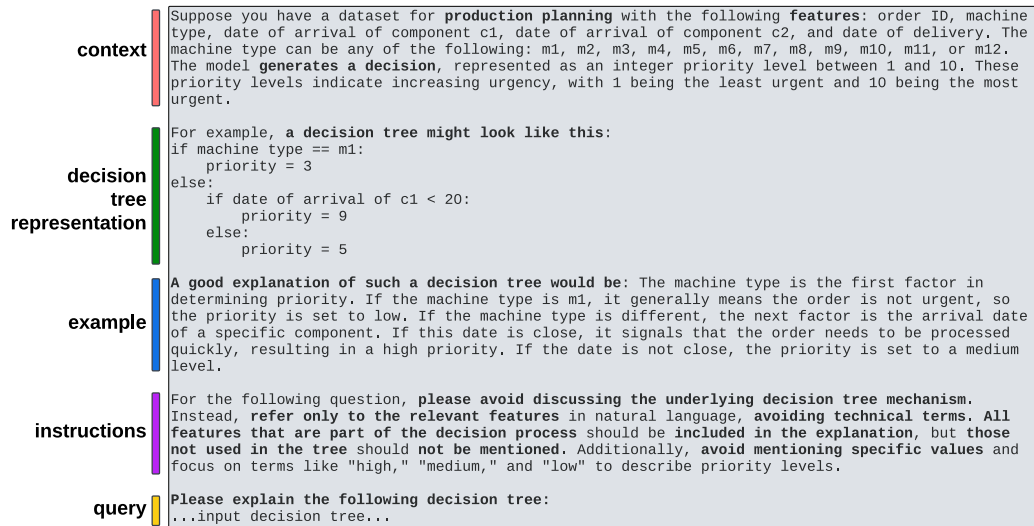 context
Suppose you have a dataset for production planning with the following features: order ID, machine
type, date of arrival of component c1, date of arrival of component c2, and date of delivery. The
machine type can be any of the following: m1, m2, m3, m4, m5, m6, m7, m8, m9, m10, m11, or m12.
The model generates a decision, represented as an integer priority level between 1 and 10. These
priority levels indicate increasing urgency, with 1 being the least urgent and 10 being the most
urgent.
decision
tree
representation
For example, a decision tree might look like this:
if machine type == m1:
    priority = 3
else:
    if date of arrival of c1 < 20:
        priority = 9
    else:
        priority = 5
example
A good explanation of such a decision tree would be: The machine type is the first factor in
determining priority. If the machine type is m1, it generally means the order is not urgent, so
the priority is set to low. If the machine type is different, the next factor is the arrival date
of a specific component. If this date is close, it signals that the order needs to be processed
quickly, resulting in a high priority. If the date is not close, the priority is set to a medium
level.
instructions
For the following question, please avoid discussing the underlying decision tree mechanism.
Instead, refer only to the relevant features in natural language, avoiding technical terms. All
features that are part of the decision process should be included in the explanation, but those
not used in the tree should not be mentioned. Additionally, avoid mentioning specific values and
focus on terms like "high," "medium," and "low" to describe priority levels.
query
Please explain the following decision tree:
...input decision tree...